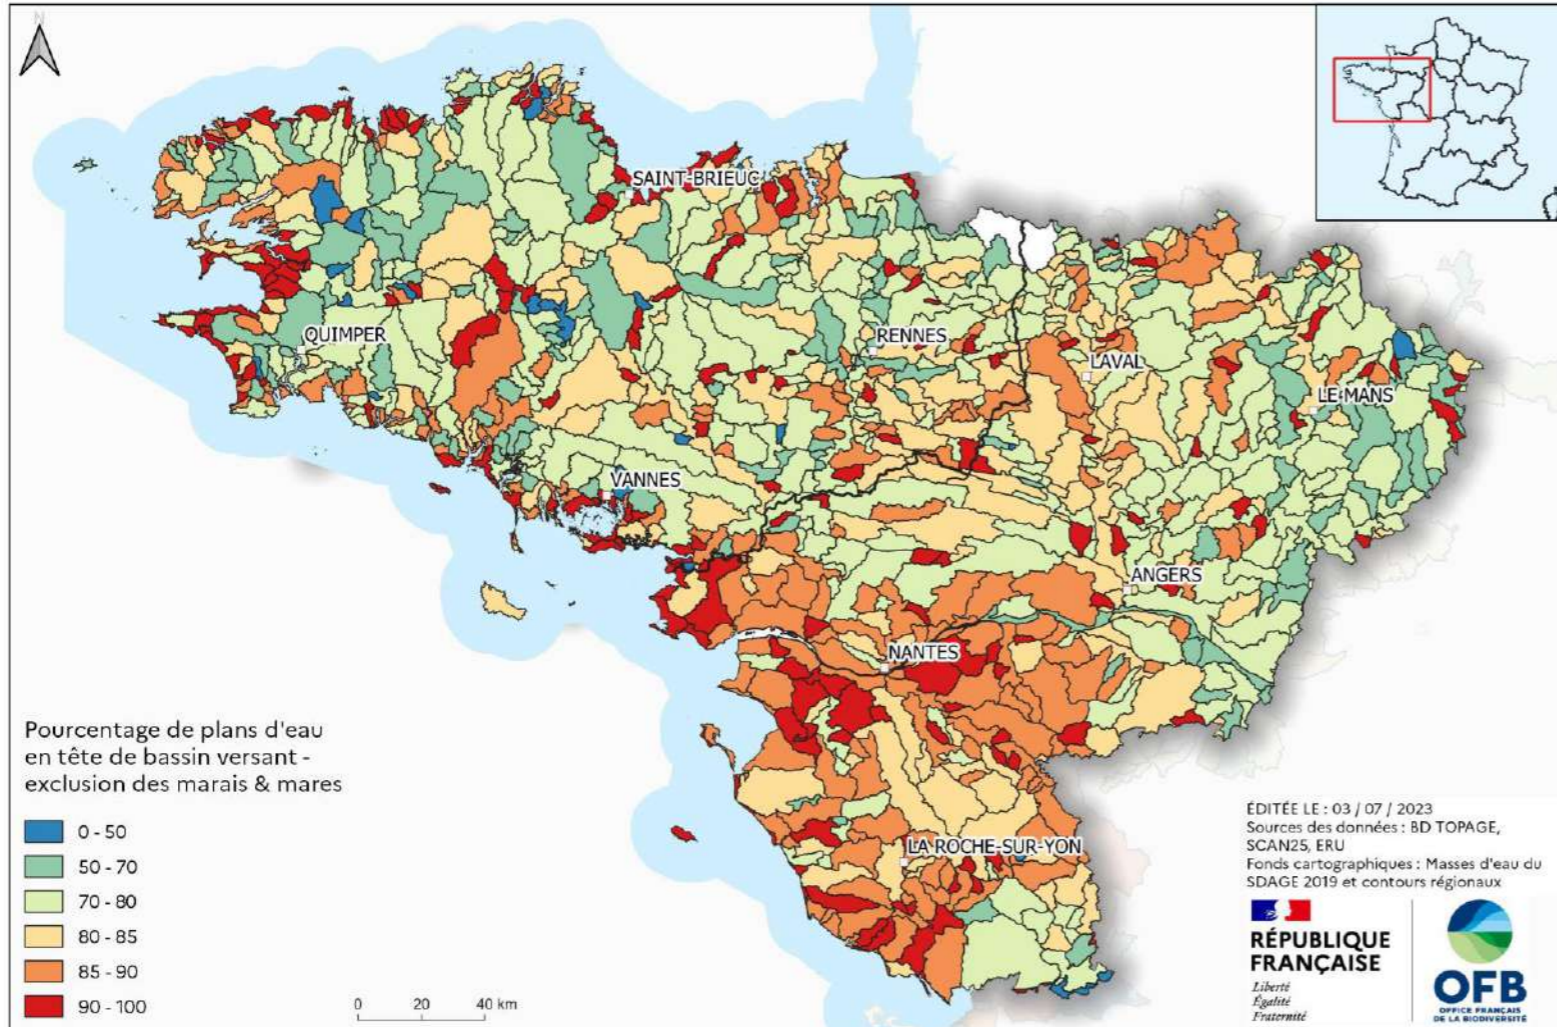 N
SAINT-BRIEUC
QUIMPER
RENNES
LAVAL
LE-MANS
VANNES
ANGERS
NANTES
LA ROCHE-SUR-YON
Pourcentage de plans d'eau
en tête de bassin versant -
exclusion des marais & mares
0 - 50
50 - 70
70 - 80
80 - 85
85 - 90
90 - 100
0 20 40 km
ÉDITÉE LE : 03 / 07 / 2023
Sources des données : BD TOPAGE,
SCAN25, ERU
Fonds cartographiques : Masses d'eau du
SDAGE 2019 et contours régionaux
RÉPUBLIQUE
FRANÇAISE
Liberté
Égalité
Fraternité
OFB
OFFICE FRANÇAIS
DE LA BIODIVERSITÉ